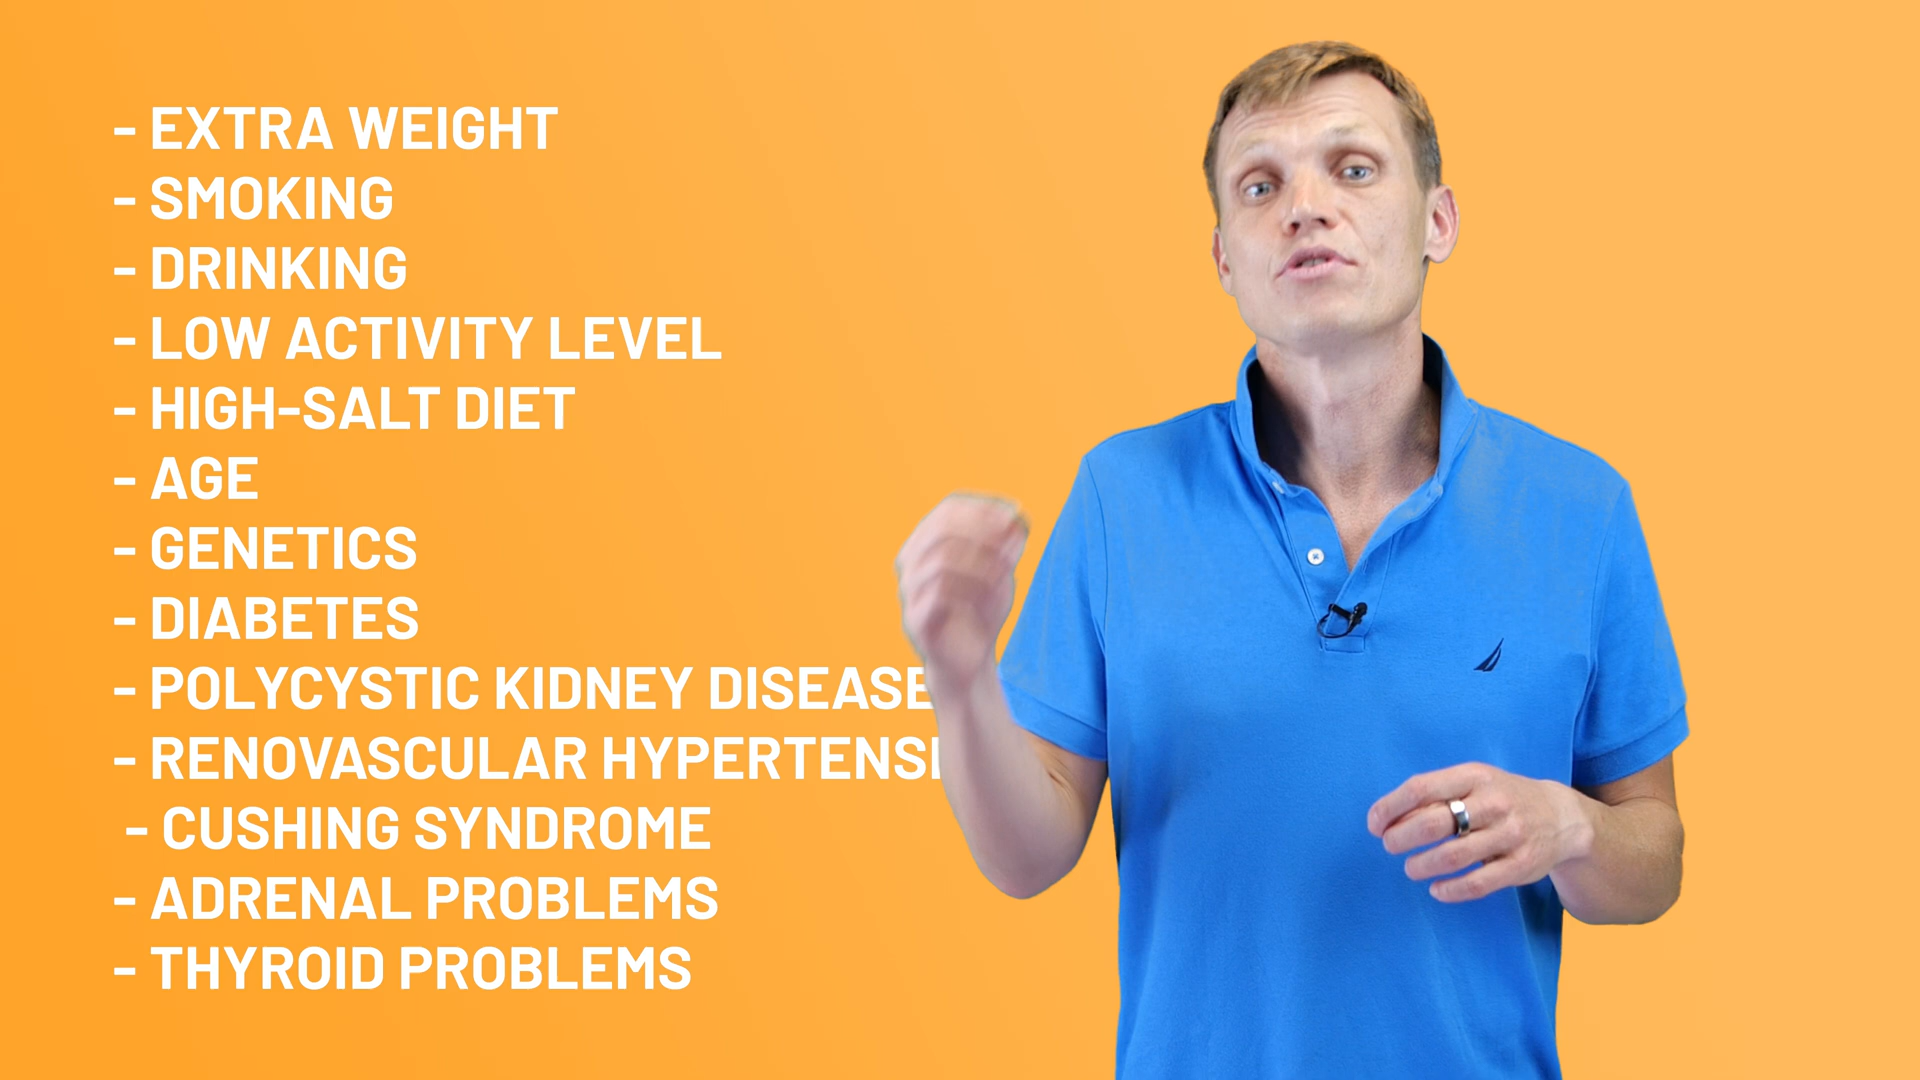 - EXTRA WEIGHT
- SMOKING
- DRINKING
- LOW ACTIVITY LEVEL
- HIGH-SALT DIET
- AGE
- GENETICS
- DIABETES
- POLYCYSTIC KIDNEY DISEASE
- RENOVASCULAR
- CUSHING SYNDROME
- ADRENAL PROBLEMS
- THYROID PROBLEMS